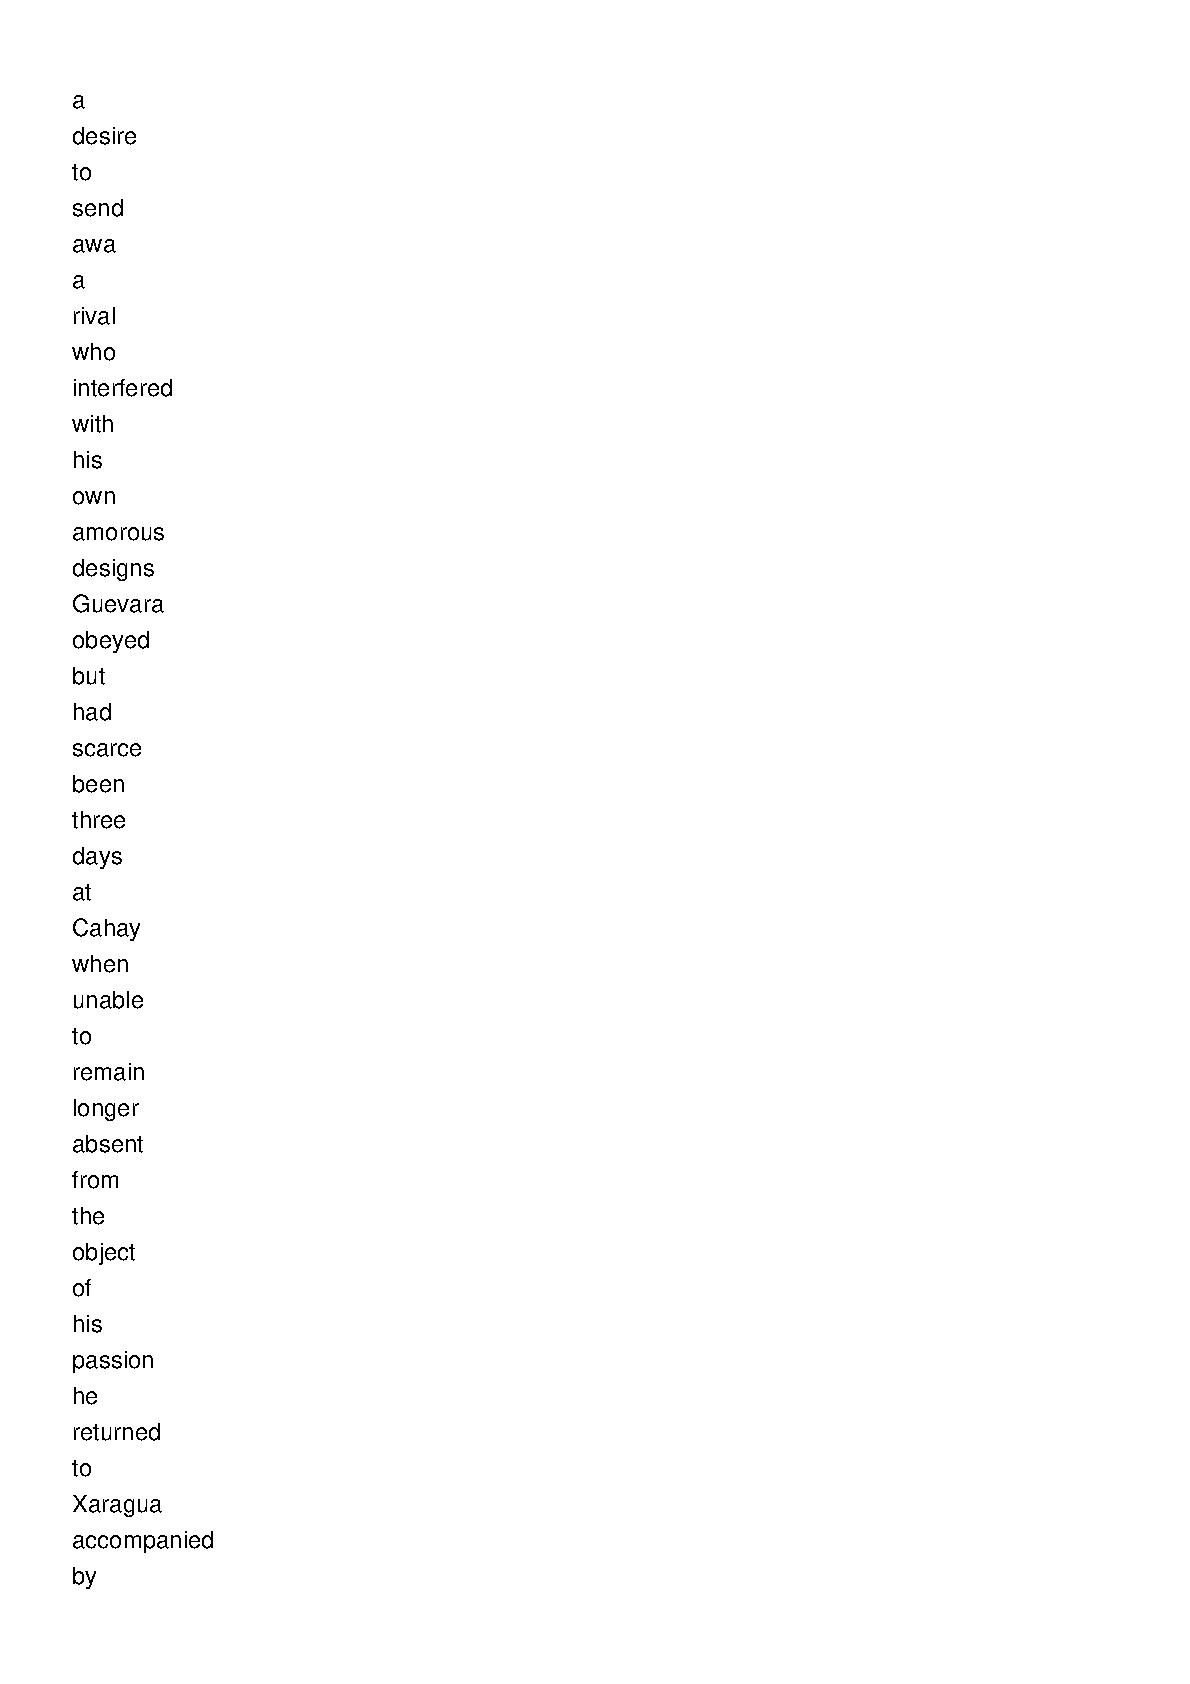 a
desire
to
send
awa
a
rival
who
interfered
with
his
own
amorous
designs
Guevara
obeyed
but
had
scarce
been
three
days
at
Cahay
when
unable
to
remain
longer
absent
from
the
object
of
his
passion
he
returned
to
Xaragua
accompanied
by